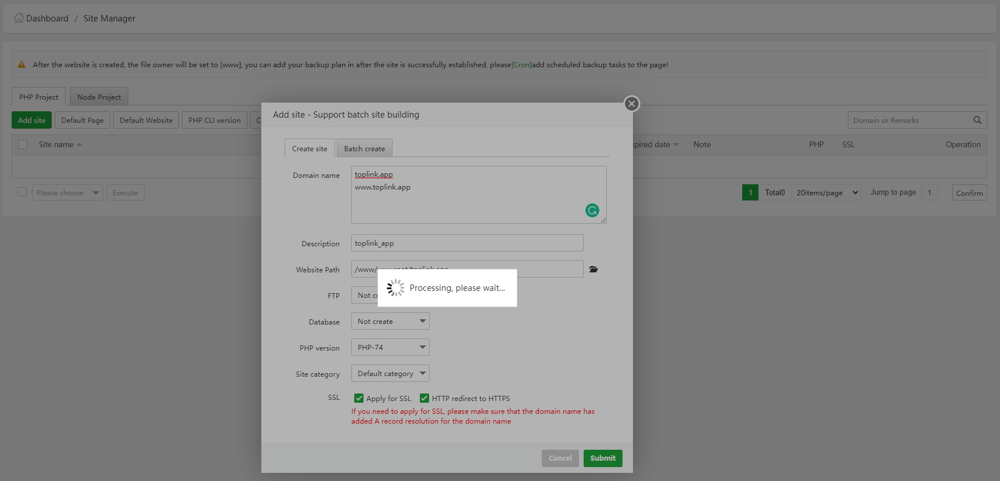 Dashboard / Site Manager
After the website is created, the file owner will be set to [www], you can add your backup plan in after the site is successfully established, please[Cron]add scheduled backup tasks to the page!
PHP Project Node Project
Add site Default Page Default Website PHP CLI version
Domain or Remarks
Site name
Note PHP SSL Operation
Please choose Execute
1 Total0 20items/page Jump to page 1 Confirm
Add site - Support batch site building
Create site Batch create
Domain name
toplink.app
www.toplink.app
Description toplink_app
Website Path
FTP Not
Processing, please wait...
Database Not create
PHP version PHP-74
Site category Default category
SSL Apply for SSL HTTP redirect to HTTPS
If you need to apply for SSL, please make sure that the domain name has
added A record resolution for the domain name
Cancel Submit